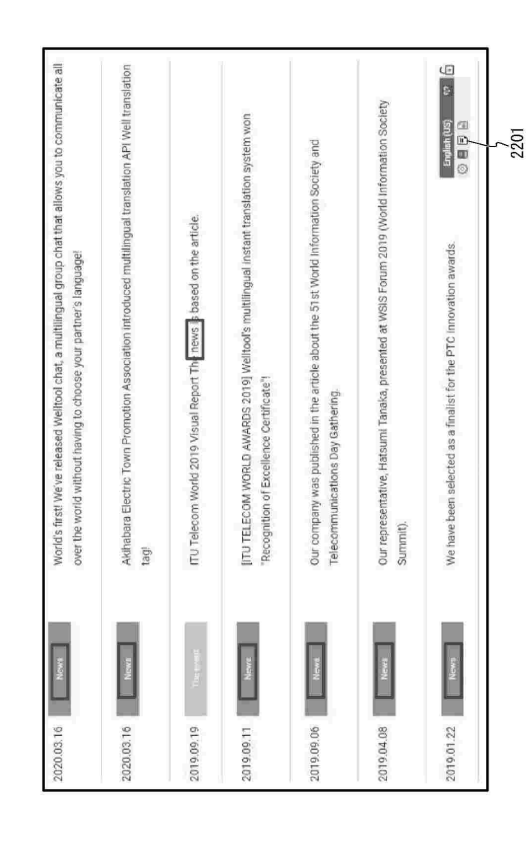 2020.03.16 News World's first! We've released Welltool chat, a multilingual group chat that allows you to communicate all
over the world without having to choose your partner's language!
2020.03.16 News Akihabara Electric Town Promotion Association introduced multilingual translation API Well translation
tag!
2019.09.19 The event ITU Telecom World 2019 Visual Report The news is based on the article.
2019.09.11 News [ITU TELECOM WORLD AWARDS 2019] Welltool's multilingual instant translation system won
"Recognition of Excellence Certificate"!
2019.09.06 News Our company was published in the article about the 51st World Information Society and
Telecommunications Day Gathering.
2019.04.08 News Our representative, Hatsumi Tanaka, presented at WSIS Forum 2019 (World Information Society
Summit).
2019.01.22 News We have been selected as a finalist for the PTC innovation awards.
English (US)
2201